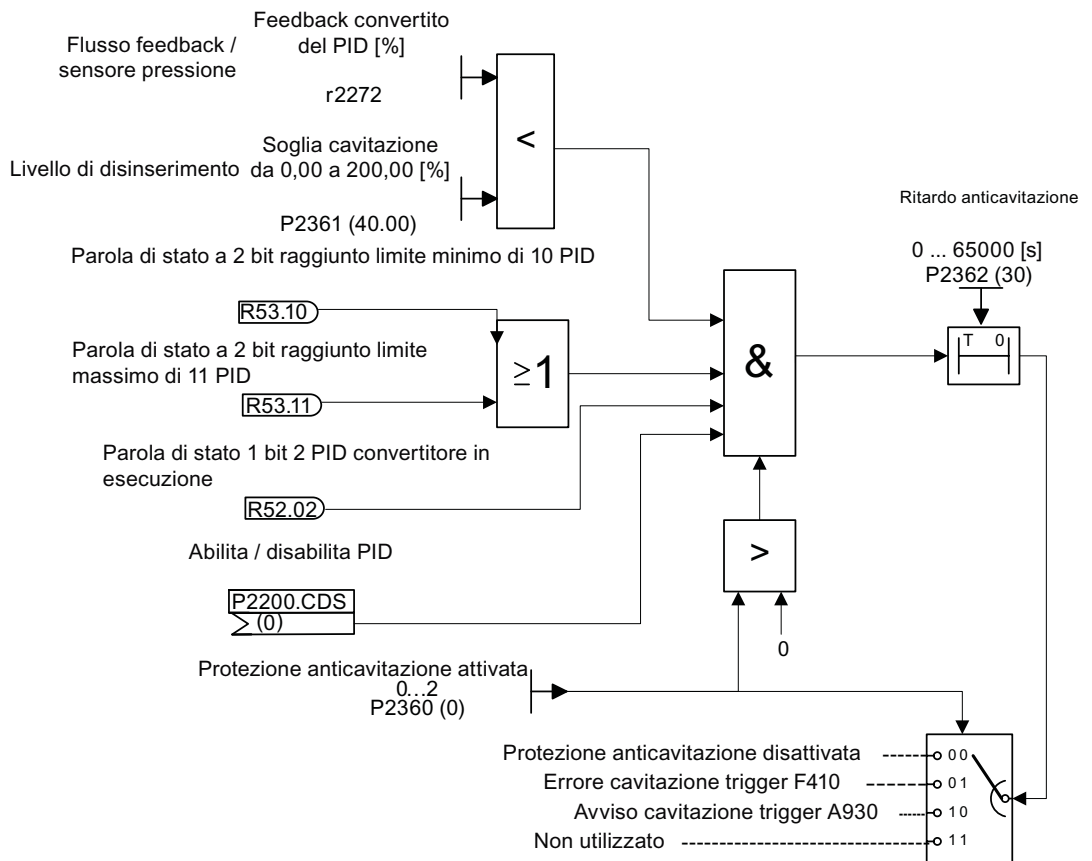 Flusso feedback /
sensore pressione
Feedback convertito
del PID [%]
r2272
<
Livello di disinserimento
Soglia cavitazione
da 0,00 a 200,00 [%]
P2361 (40.00)
Ritardo anticavitazione
0 ... 65000 [s]
P2362 (30)
T 0
Parola di stato a 2 bit raggiunto limite minimo di 10 PID
R53.10
Parola di stato a 2 bit raggiunto limite
massimo di 11 PID
R53.11
≥1
&
Parola di stato 1 bit 2 PID convertitore in
esecuzione
R52.02
Abilita / disabilita PID
P2200.CDS
(0)
>
0
Protezione anticavitazione attivata
0...2
P2360 (0)
Protezione anticavitazione disattivata
0 0
Errore cavitazione trigger F410
0 1
Avviso cavitazione trigger A930
1 0
Non utilizzato
1 1